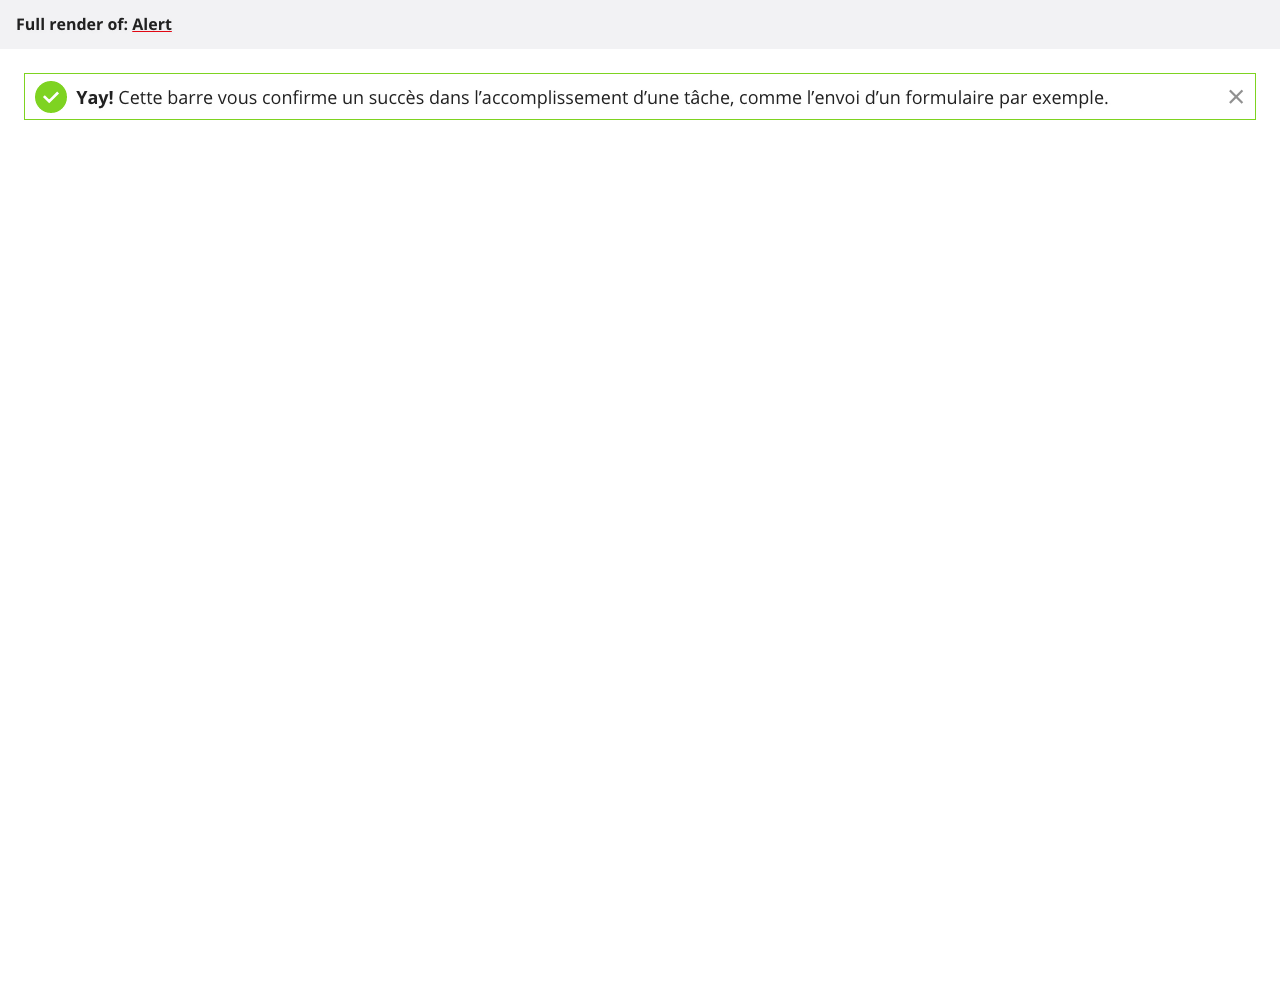 Full render of: Alert
Yay! Cette barre vous confirme un succès dans l’accomplissement d’une tâche, comme l’envoi d’un formulaire par exemple.